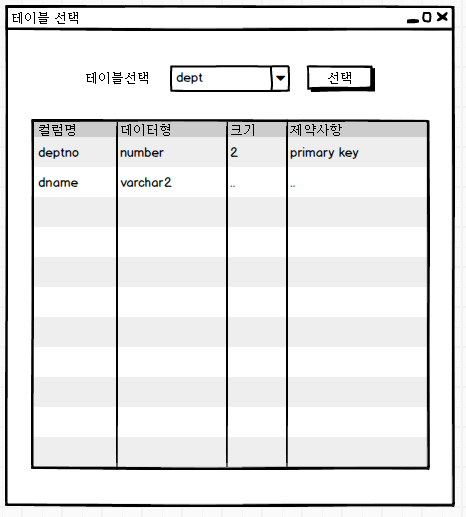 테이블 선택
테이블선택 dept 선택
컬럼명 데이터형 크기 제약사항
deptno number 2 primary key
dname varchar2 .. ..